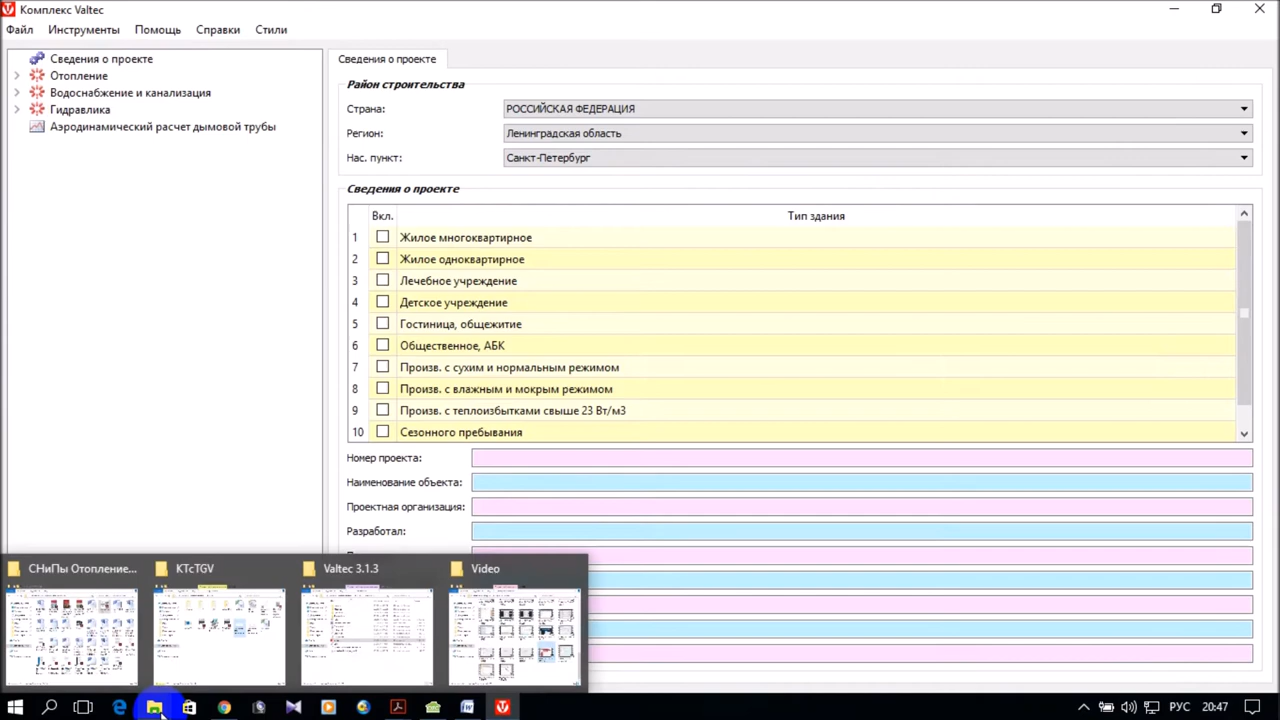 Комплекс Valtec
Файл Инструменты Помощь Справки Стили
Сведения о проекте
Отопление
Водоснабжение и канализация
Гидравлика
Аэродинамический расчет дымовой трубы
Сведения о проекте
Район строительства
Страна: РОССИЙСКАЯ ФЕДЕРАЦИЯ
Регион: Ленинградская область
Нас. пункт: Санкт-Петербург
Сведения о проекте
Вкл. Тип здания
1 Жилое многоквартирное
2 Жилое одноквартирное
3 Лечебное учреждение
4 Детское учреждение
5 Гостиница, общежитие
6 Общественное, АБК
7 Произв. с сухим и нормальным режимом
8 Произв. с влажным и мокрым режимом
9 Произв. с теплоизбытками свыше 23 Вт/м3
10 Сезонного пребывания
Номер проекта:
Наименование объекта:
Проектная организация:
Разработал:
СНиПы Отопление... KTcTGV Valtec 3.1.3 Video
РУС 20:47